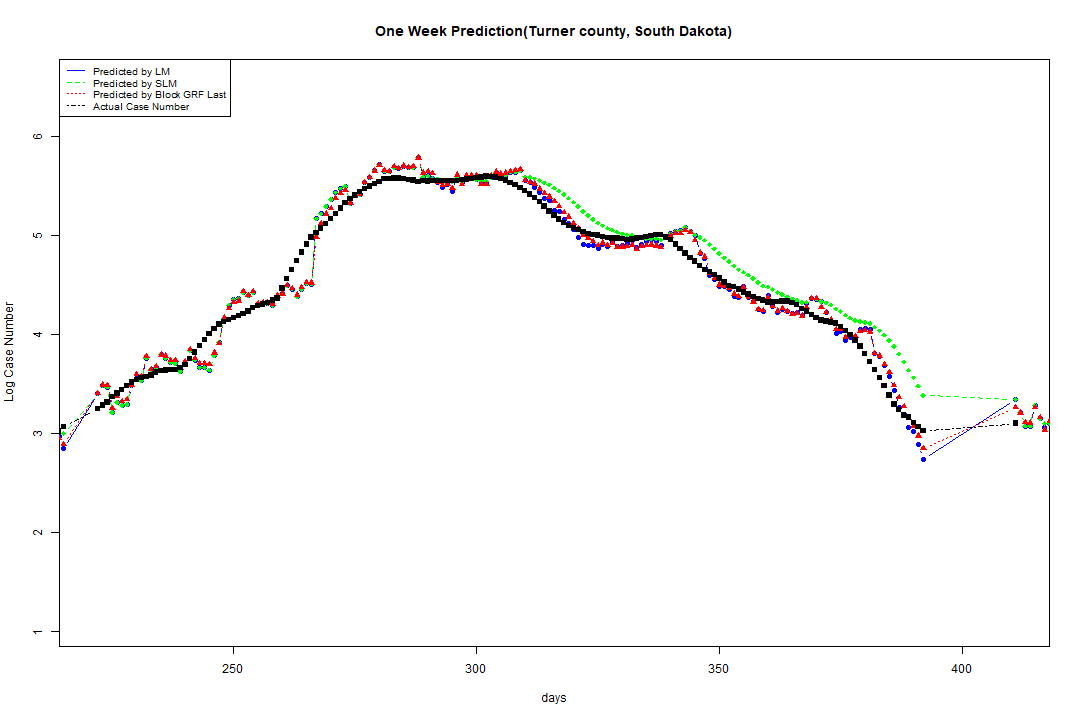 One Week Prediction(Turner county, South Dakota)
Predicted by LM
Predicted by SLM
Predicted by Block GRF Last
Actual Case Number
Log Case Number
6
5
4
3
2
1
250 300 350 400
days